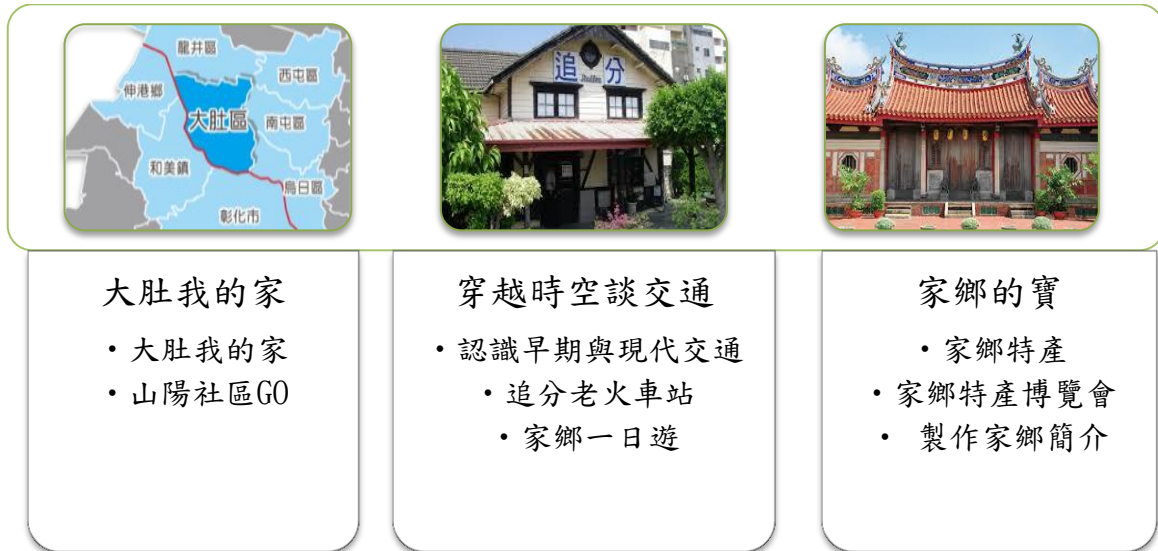 龍井區
西屯區
伸港鄉
大肚區
南屯區
和美鎮
烏日區
彰化市
追分
大肚我的家
• 大肚我的家
• 山陽社區GO
穿越時空談交通
• 認識早期與現代交通
• 追分老火車站
• 家鄉一日遊
家鄉的寶
• 家鄉特產
• 家鄉特產博覽會
• 製作家鄉簡介